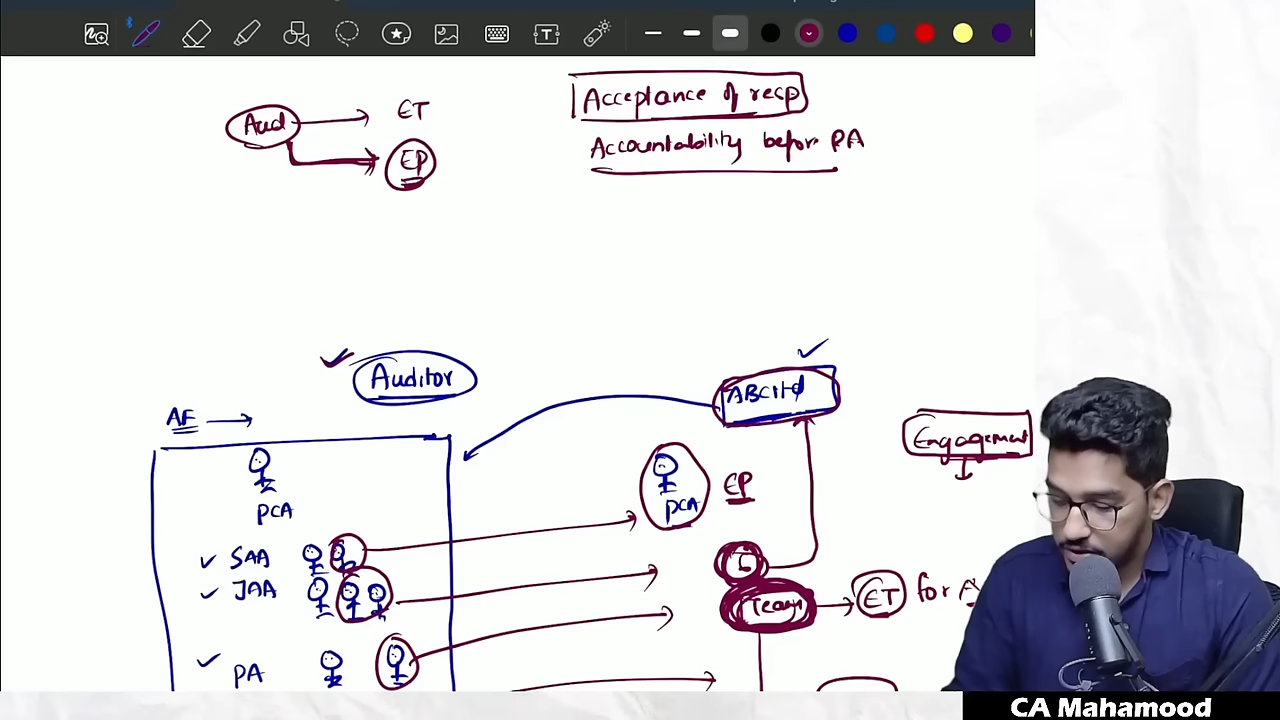 Acceptance of resp
Accountability before PA
Aud
ET
EP
Auditor
ABC ltd
AF
Engagement
PCA
PCA
EP
SAA
JAA
Team
ET for
PA
CA Mahamood